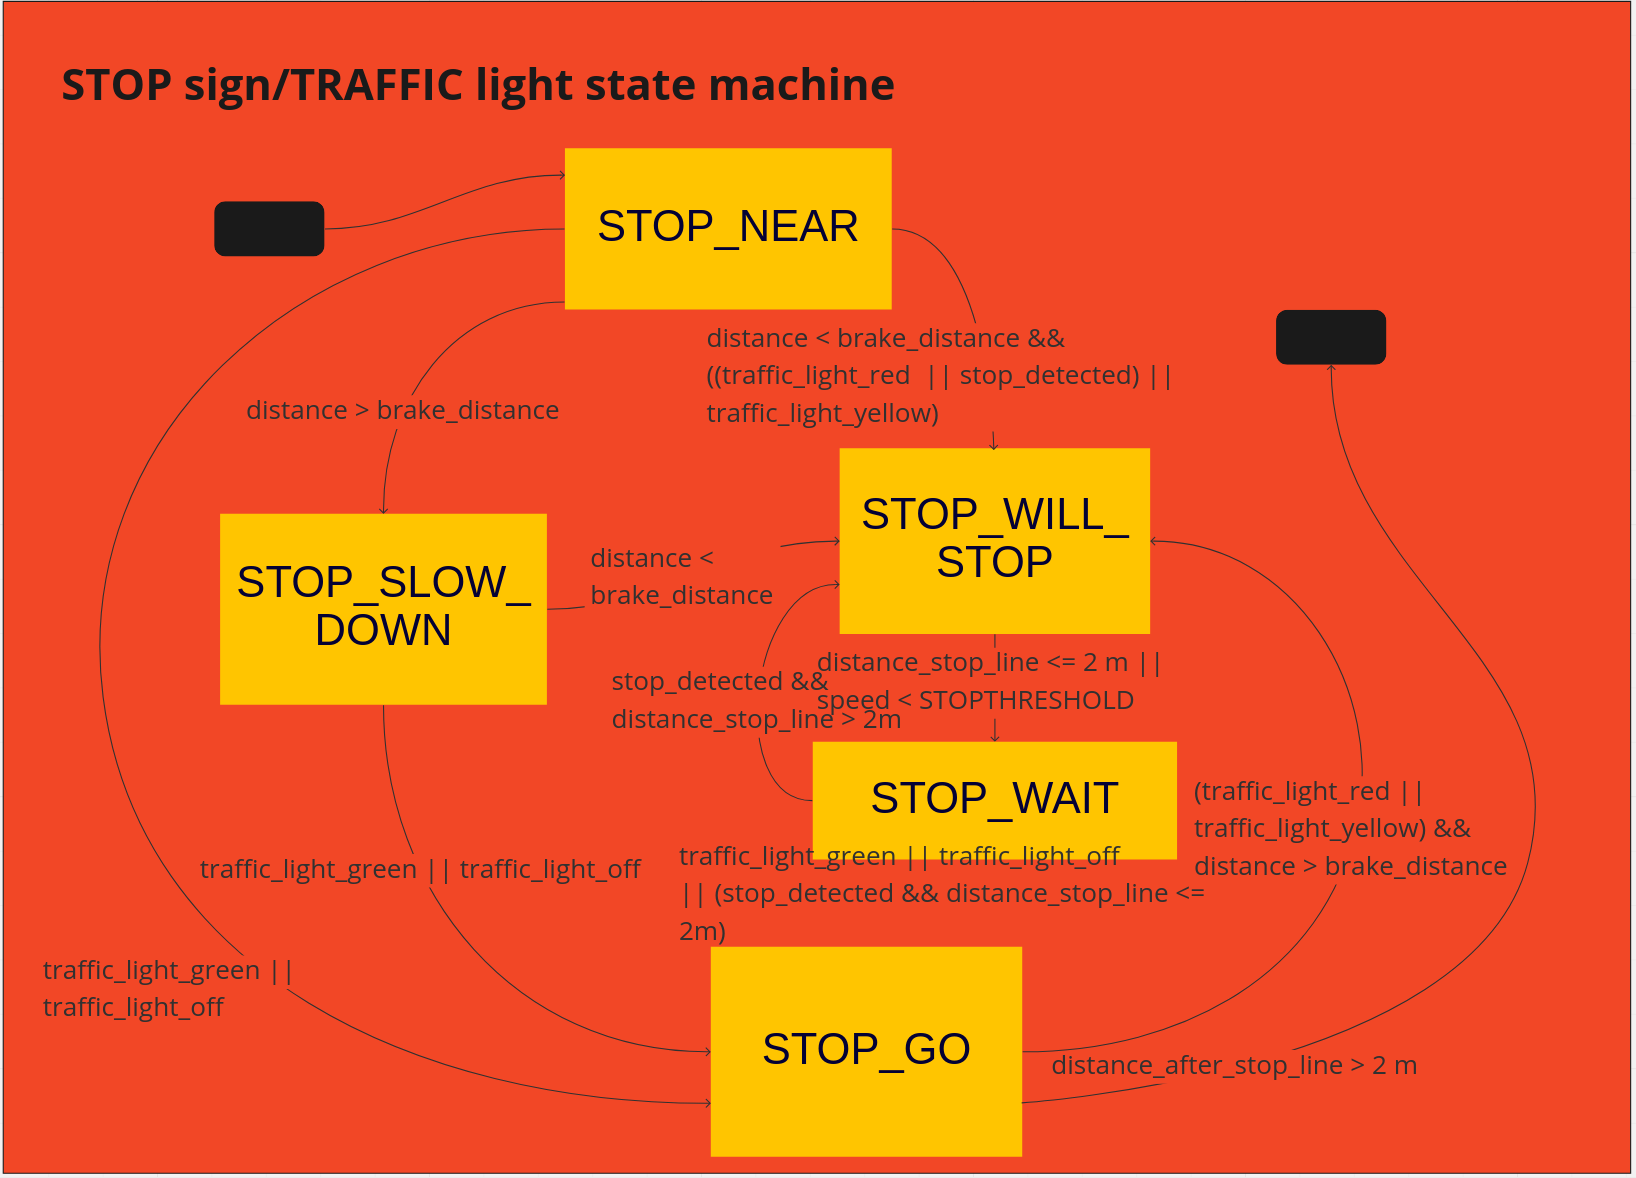 STOP sign/TRAFFIC light state machine
STOP_NEAR
distance < brake_distance &&
((traffic_light_red  || stop_detected) ||
traffic_light_yellow)
distance > brake_distance
STOP_WILL_
STOP
STOP_SLOW_
DOWN
distance <
brake_distance
distance_stop_line <= 2 m ||
speed < STOPTHRESHOLD
stop_detected &&
distance_stop_line > 2m
STOP_WAIT
(traffic_light_red ||
traffic_light_yellow) &&
distance > brake_distance
traffic_light_green || traffic_light_off
traffic_light_green || traffic_light_off
|| (stop_detected && distance_stop_line <=
2m)
traffic_light_green ||
traffic_light_off
STOP_GO
distance_after_stop_line > 2 m